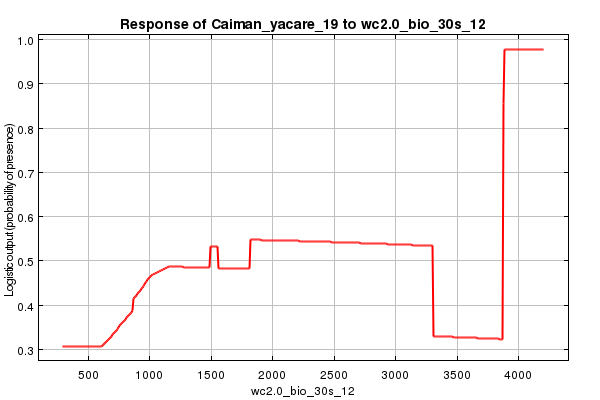 Response of Caiman_yacare_19 to wc2.0_bio_30s_12
Logistic output (probability of presence)
1.0
0.9
0.8
0.7
0.6
0.5
0.4
0.3
500 1000 1500 2000 2500 3000 3500 4000
wc2.0_bio_30s_12